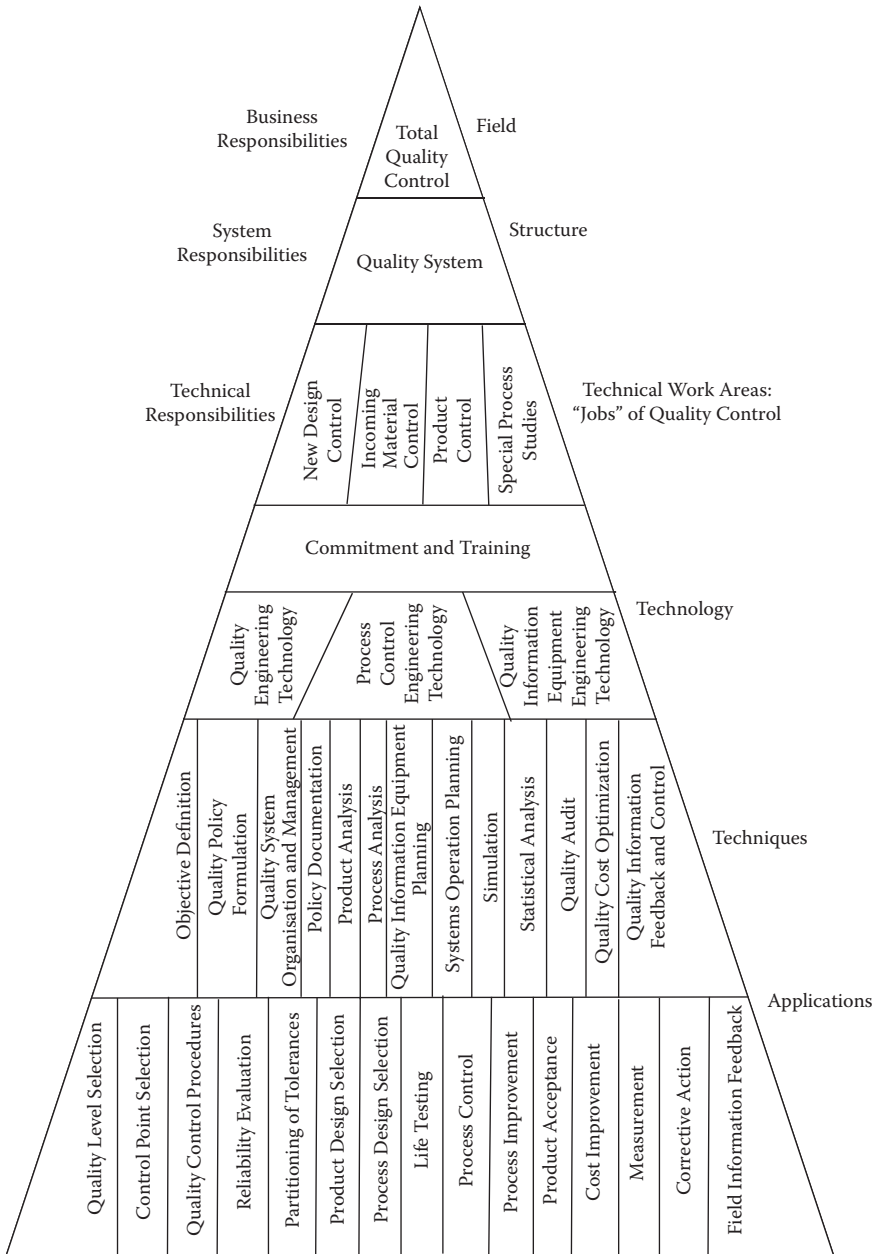 Business
Responsibilities
Total
Quality
Control
Field
System
Responsibilities
Quality System
Structure
Technical
Responsibilities
New Design
Control
Incoming
Material
Control
Product
Control
Special Process
Studies
Technical Work Areas:
“Jobs” of Quality Control
Commitment and Training
Technology
Quality
Engineering
Technology
Process
Control
Engineering
Technology
Quality
Information
Equipment
Engineering
Technology
Objective Definition
Quality Policy
Formulation
Quality System
Organisation and Management
Policy Documentation
Product Analysis
Process Analysis
Quality Information Equipment
Planning
Systems Operation Planning
Simulation
Statistical Analysis
Quality Audit
Quality Cost Optimization
Quality Information
Feedback and Control
Techniques
Applications
Quality Level Selection
Control Point Selection
Quality Control Procedures
Reliability Evaluation
Partitioning of Tolerances
Product Design Selection
Process Design Selection
Life Testing
Process Control
Process Improvement
Product Acceptance
Cost Improvement
Measurement
Corrective Action
Field Information Feedback